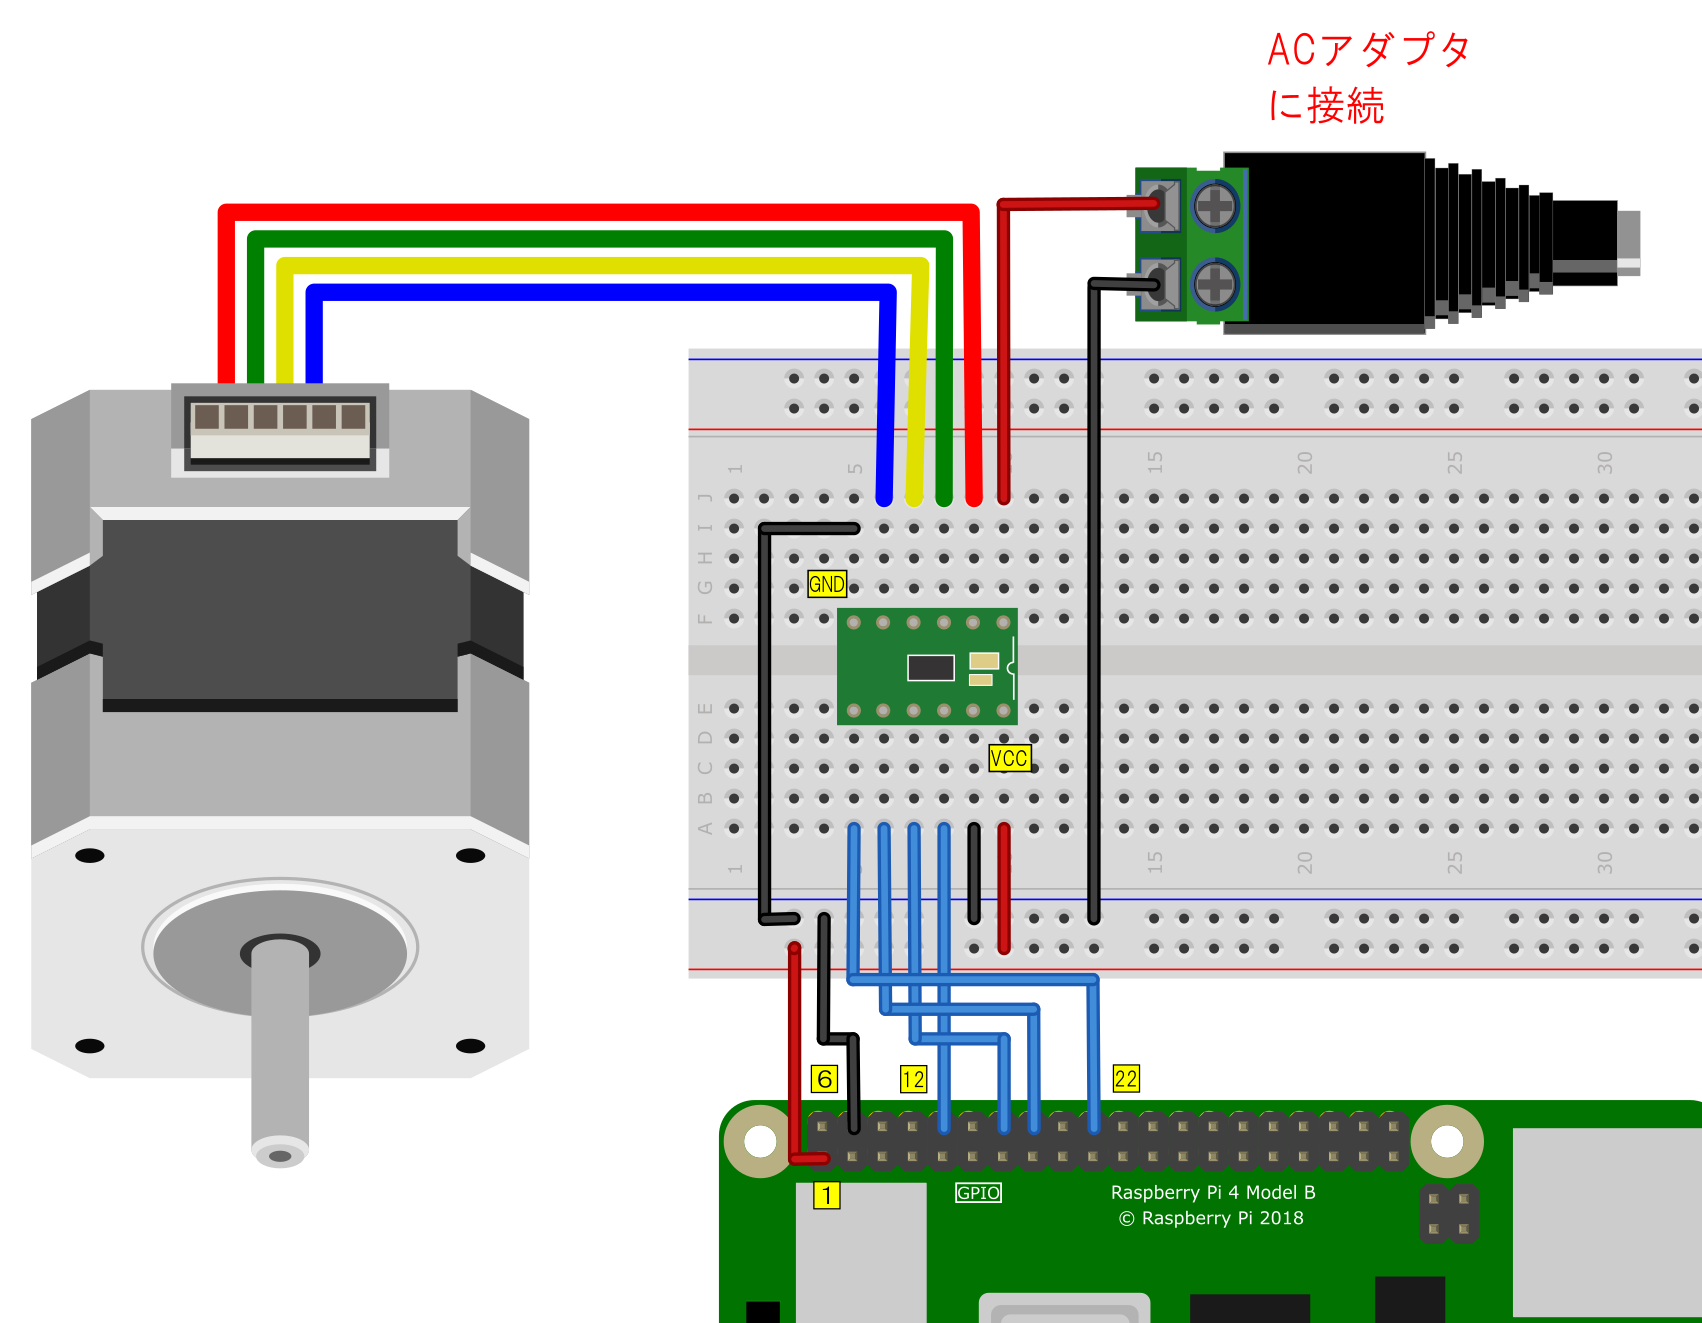 ACアダプタ
に接続
1 5 15 20 25 30
J
I
H
GND
G
F
E
D
VCC
C
B
A
1 15 20 25 30
6 12 22
1
GPIO
Raspberry Pi 4 Model B
© Raspberry Pi 2018